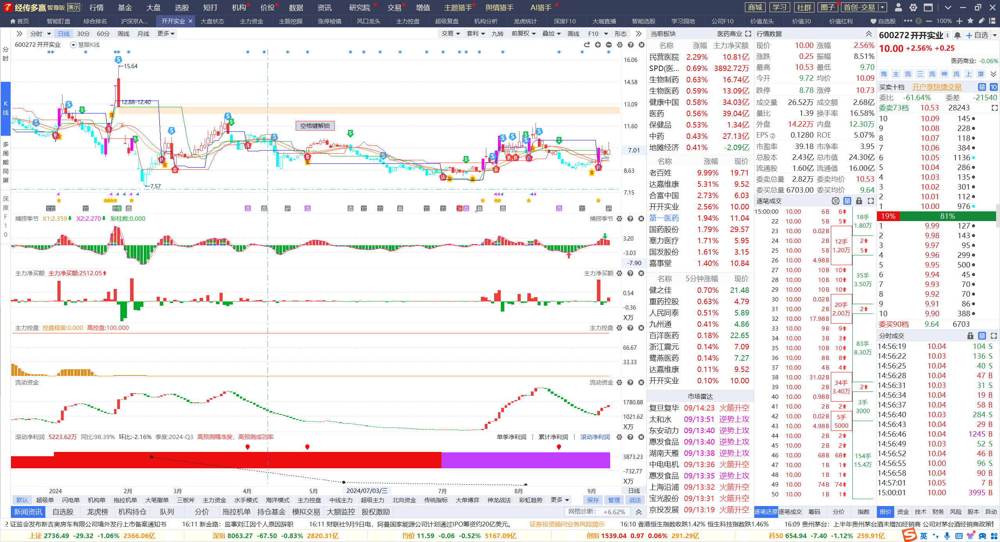 经传多赢 智尊版 演示 行情 基金 大盘 选股 短打 机构 价投 数据 资讯 研究院 交易 增值 主题猎手 舆情猎手 AI猎手 商城 学习 社群 圈子 首创-交易
首页 智能盯盘 综合排名 沪深京A... 开开实业 大盘状态 主力资金 主题挖掘 涨停棱镜 风口龙头 主力控盘 超级复盘 机构分析 龙虎统计 深度F10 大咖直播 智能选股 学习园地 公司F10 价值龙头 价值30 价值红利 自选股 100%
分时 日线 30分 60分 周线 月线 更多 交易 套利 九转 前复权 叠加 画线 F10 形态
分时
K线
多周期同屏
深度F10
600272 开开实业 慧眼K线
15.64
12.88-12.40
空格键解锁
7.57
16.06
14.58
13.09
11.60
7.01
8.63
7.15
捕捞季节 X1:2.359 X2:2.270 彩柱数:0.000 捕捞季节
3.20
-3.03
-7.90
主力净买额 主力净买额:2512.05 主力净买额
0.54
-0.36
X万
主力控盘 控盘程度:0.000 高控盘:100.000 主力控盘
66.67
33.33
流动资金 流动资金
1780.88
1021.62
X万
滚动净利润 5223.62万 同比:98.39% 环比:-2.16% 季度:2024-Q3 高预测精准度，高预测成功率 单季净利润 累计净利润 滚动净利润
3873.23
-732.77
X万
2024 2月 3月 4月 5月 2024/07/03/三 7月 8月 9月 日线
默认 超级单 闪电单 机构单 拖拉机单 大笔撤单 三板斧 主力资金 水手模式 海洋模式 主力控盘 中线主力 超级主力 北向资金 传统指标 大单博弈 神龙战法 彩虹趋势 更多 保存 管理 战法
新闻资讯 自选股 龙虎榜 机构持仓 队列 分价 拖拉机单 持仓基金 模拟交易 大额监控 股权激励 网格诊断： +6.62%
当前板块 医药商业
名称 涨幅 主力净买额
民营医院 2.29% 10.81亿
SPD(医... 0.69% 3892.72万
生物制药 0.63% 16.74亿
生物医药 0.59% 13.09亿
健康中国 0.58% 34.03亿
医药 0.56% 39.04亿
保健品 0.53% 1.34亿
中药 0.43% 27.13亿
地摊经济 0.41% -2.09亿
名称 涨幅 现价
老百姓 9.99% 19.71
达嘉维康 5.31% 9.52
合富中国 2.73% 6.03
开开实业 2.56% 10.00
第一医药 1.94% 11.04
国药股份 1.79% 29.57
塞力医疗 1.71% 5.95
国发股份 1.61% 3.15
嘉事堂 1.40% 10.84
名称 5分钟涨幅 现价
健之佳 0.70% 21.48
重药控股 0.63% 4.79
人民同泰 0.51% 5.89
九州通 0.41% 4.86
百洋医药 0.18% 22.65
浙江震元 0.14% 7.09
鹭燕医药 0.14% 7.27
达嘉维康 0.11% 9.52
开开实业 0.10% 10.00
市场雷达
复旦复华 09/14:23 火箭升空
太和水 09/13:51 逆势上攻
东安动力 09/13:40 逆势上攻
惠发食品 09/13:40 逆势上攻
湖南天雁 09/13:38 逆势上攻
中电电机 09/13:36 火箭升空
惠发食品 09/13:35 逆势上攻
上海沿浦 09/13:32 火箭升空
宝光股份 09/13:31 火箭升空
京投发展 09/13:19 火箭升空
行情数据
现价 10.00 涨幅 2.56%
涨跌 0.25 振幅 8.51%
最高 10.53 最低 9.70
今开 9.72 均价 10.09
跌停 8.78 涨停 10.73
成交量 26.52万 成交额 2.68亿
量比 1.39 换手率 16.58%
外盘 14.22万 内盘 12.30万
EPS② 0.1280 ROE 5.07%
市盈率 39.18 市净率 3.95
总股本 2.43亿 总市值 24.30亿
流通股 1.60亿 流通值 16.00亿
委卖总量 2.82万 委卖均价 10.53
委买总量 6703.00 委买均价 9.64
逐笔成交 单 量
15:00:00 10.00 6B 6
22 10.00 5B 5
23 10.00 0.02B
24 10.00 2B 2
25 10.00 5B 5
26 10.00 4.98B
27 10.00 10B 10
28 10.00 10B 10
29 10.00 10B 10
30 10.00 0.02B
31 10.00 2B 2
32 10.00 17.98B
33 10.00 9B 9
34 10.00 3B 3
35 10.00 10B 10
36 10.00 8B 8
37 10.00 4B 4
38 10.00 31.02B
39 10.00 2B 2
40 10.00 0.98B
41 10.00 2B 2
42 10.00 0.02B
43 10.00 4.98B
44 10.00 2B 2
45 10.00 2B 2
46 10.00 68B 68
47 10.00 1B 1
48 10.00 1B 1
49 10.00 74B 74
50 10.00 1B 1
12手 1.20万
20手 2.00万
34手 3.40万
5手 5000
18手 1.80万
35手 3.50万
83手 8.30万
3手 3000
154手 15.4万
逐笔还原 逐笔成交 筹码 分价 指数
600272 开开实业 自选
10.00 +2.56% +0.25
医药商业: -0.06%
海 主 流 三 流 神 流 上 潜
买卖十档 开户享快捷交易 量 10
委比 -61.64% 委差 -21540
委卖73档 10.53 28243
10 10.09 145
9 10.08 228
8 10.07 118
7 10.06 384
6 10.05 1136
5 10.04 286
4 10.03 135
3 10.02 301
2 10.01 112
1 10.00 976
19% 81%
1 9.99 127
2 9.98 143
3 9.97 95
4 9.96 299
5 9.95 500
6 9.94 45
7 9.93 70
8 9.92 70
9 9.91 86
10 9.90 388
委买90档 9.64 6703
分时成交 量
14:56:19 10.04 104 S
14:56:22 10.03 136 S
14:56:25 10.04 40 S
14:56:28 10.04 47 B
14:56:31 10.03 31 S
14:56:34 10.04 19 B
14:56:37 10.04 58 B
14:56:40 10.03 284 S
14:56:43 10.04 29 B
14:56:46 10.04 1245 B
14:56:49 10.03 52 S
14:56:52 10.04 46 B
14:56:55 10.00 96 S
14:56:58 10.04 90 B
14:57:01 10.05 7 B
15:00:01 10.00 3995 B
报价 资金 技术 财务 风险 股本 异动
2 证监会发布新吉奥房车有限公司境外发行上市备案通知书 16:11 新金路：监事刘江因个人原因辞职 16:11 财联社9月9日电，阿曼国家能源公司计划通过IPO筹资约20亿美元。 证券投资顾问业务风险提示 16:10 香港恒生指数收跌1.42% 恒生科技指数跌1.46% 16:09 贵州茅台：上半年贵州茅台酒未增加经销商 公司对茅台酒经销商政策
上证 2736.49 -29.32 -1.06% 2366.06亿 深指 8063.27 -67.50 -0.83% 2820.31亿 均价 11.59 -0.06 -0.52% 5167.09亿 创指 1539.04 0.97 0.06% 291.29亿 科50 654.94 -7.40 -1.12% 259.91亿 英